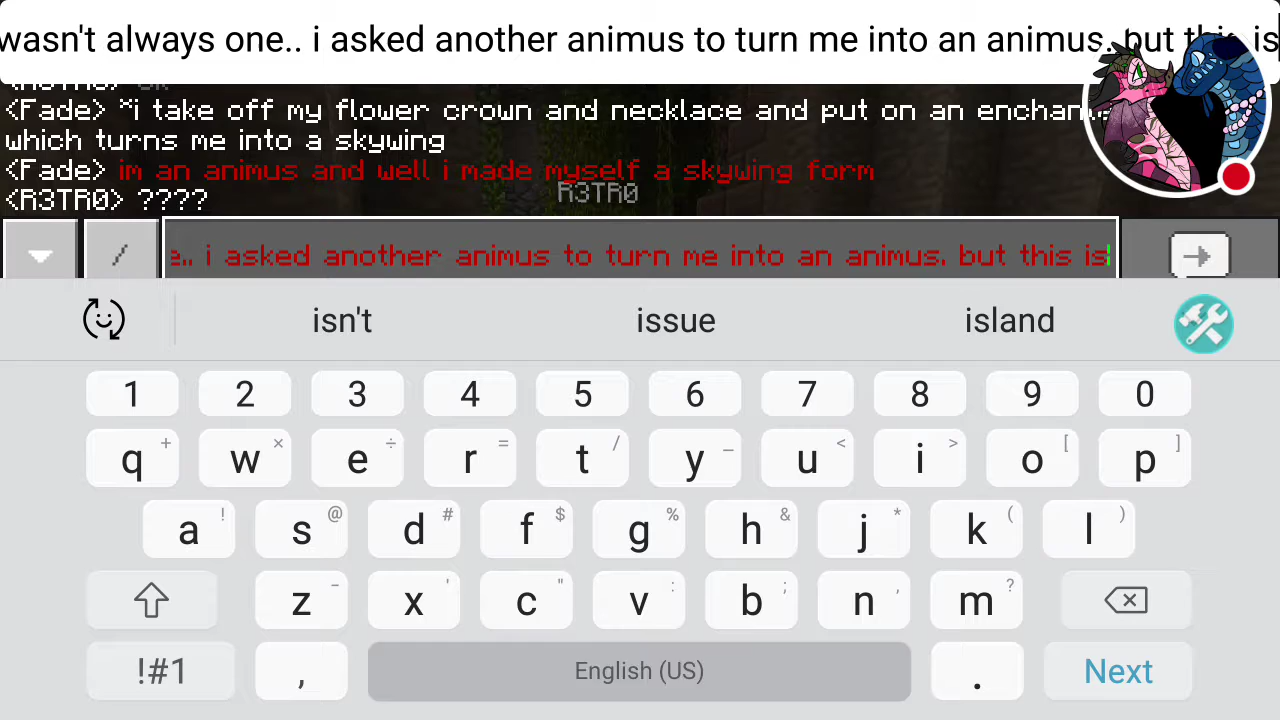 wasn't always one.. i asked another animus to turn me into an animus. but this is
<Fade> *i take off my flower crown and necklace and put on an
which turns me into a skywing
<Fade> im an animus and well i made myself a skywing form
<R3TR0> ????
R3TR0
/ e.. i asked another animus to turn me into an animus. but this is
isn't issue island
1 2 3 4 5 6 7 8 9 0
q + w × e ÷ r = t / y _ u < i > o [ p ]
a ! s @ d # f $ g % h & j * k ( l )
z - x ' c " v : b ; n , m ?
!#1 , English (US) . Next